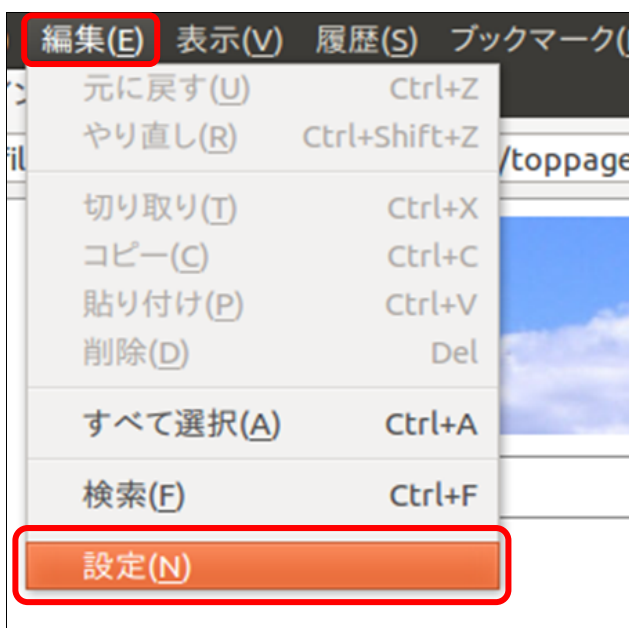 編集(E) 表示(V) 履歴(S) ブックマーク(
元に戻す(U) Ctrl+Z
やり直し(R) Ctrl+Shift+Z
/toppage
切り取り(T) Ctrl+X
コピー(C) Ctrl+C
貼り付け(P) Ctrl+V
削除(D) Del
すべて選択(A) Ctrl+A
検索(F) Ctrl+F
設定(N)